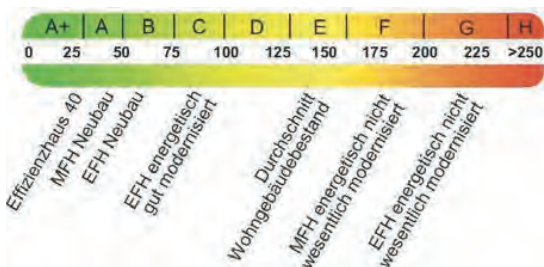 A+ A B C D E F G H
0 25 50 75 100 125 150 175 200 225 >250
Effizienzhaus 40
MFH Neubau
EFH Neubau
EFH energetisch
gut modernisiert
Durchschnitt
Wohngebäudebestand
MFH energetisch nicht
wesentlich modernisiert
EFH energetisch nicht
wesentlich modernisiert